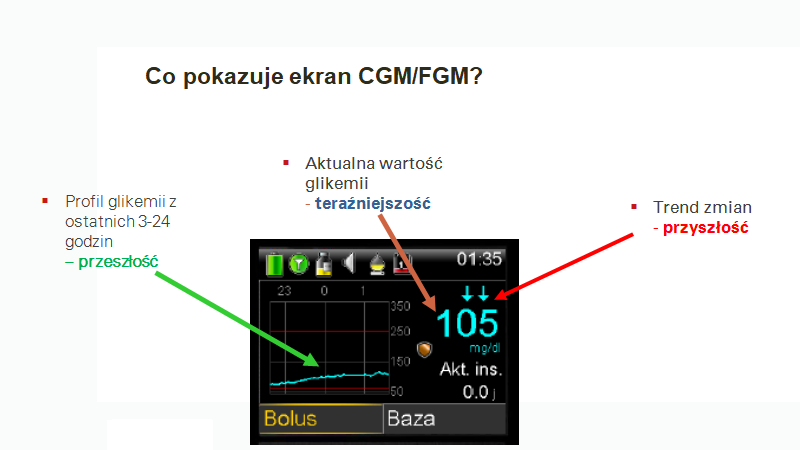 Co pokazuje ekran CGM/FGM?
Aktualna wartość
glikemii
- teraźniejszość
Profil glikemii z
ostatnich 3-24
godzin
– przeszłość
Trend zmian
- przyszłość
01:35
23 0 1
350
250
150
50
105
mg/dl
Akt. ins.
0.0 j
Bolus
Baza